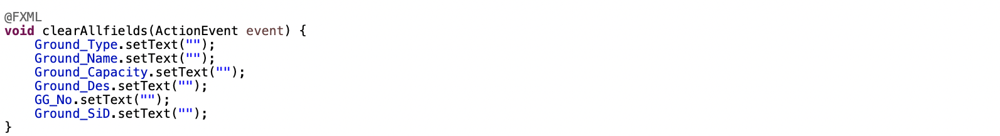 @FXML
void clearAllfields(ActionEvent event) {
    Ground_Type.setText("");
    Ground_Name.setText("");
    Ground_Capacity.setText("");
    Ground_Des.setText("");
    GG_No.setText("");
    Ground_SiD.setText("");
}